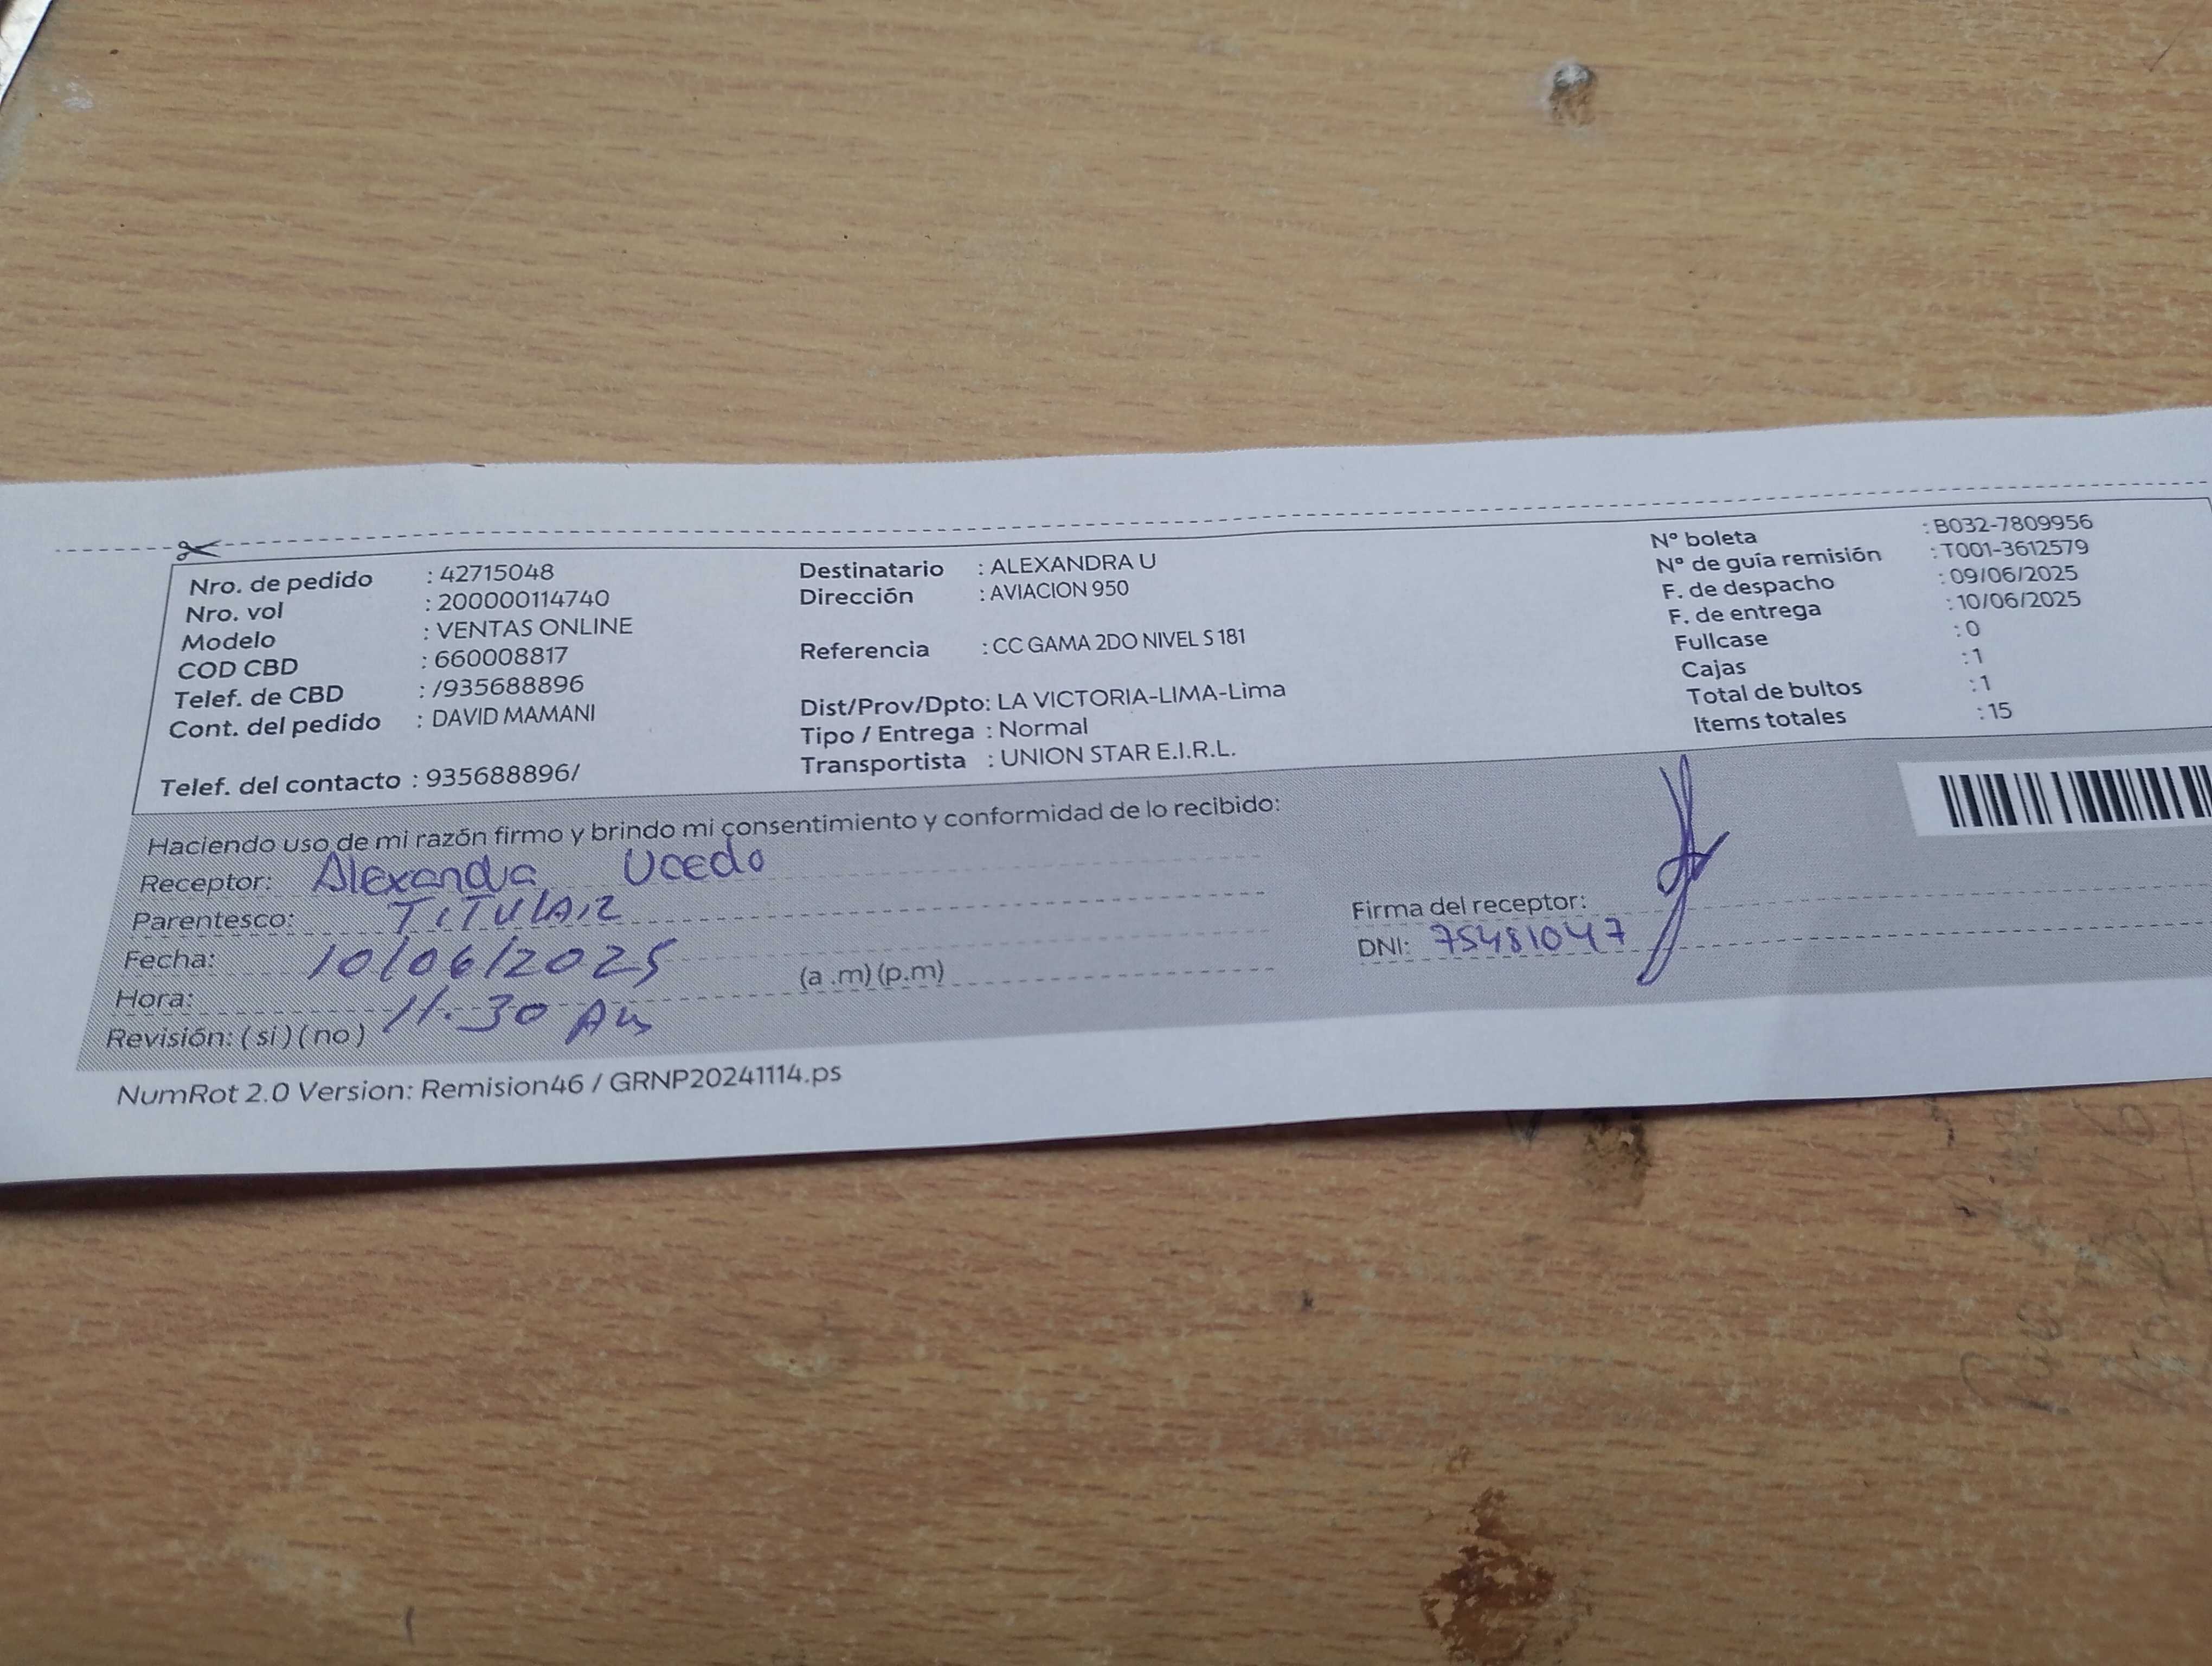 Nro. de pedido : 42715048
Nro. vol : 200000114740
Modelo : VENTAS ONLINE
COD CBD : 660008817
Telef. de CBD : /935688896
Cont. del pedido : DAVID MAMANI
Telef. del contacto : 935688896/
Destinatario : ALEXANDRA U
Dirección : AVIACION 950
Referencia : CC GAMA 2DO NIVEL S 181
Dist/Prov/Dpto: LA VICTORIA-LIMA-Lima
Tipo / Entrega : Normal
Transportista : UNION STAR E.I.R.L.
N° boleta : B032-7809956
N° de guía remisión : T001-3612579
F. de despacho : 09/06/2025
F. de entrega : 10/06/2025
Fullcase : 0
Cajas : 1
Total de bultos : 1
Items totales : 15
Haciendo uso de mi razón firmo y brindo mi consentimiento y conformidad de lo recibido:
Receptor: Alexandra Ucedo
Parentesco: TITULAR
Fecha: 10/06/2025
Hora: 11.30 Am (a .m) (p.m)
Revisión: ( si ) ( no )
Firma del receptor:
DNI: 75481047
NumRot 2.0 Version: Remision46 / GRNP20241114.ps